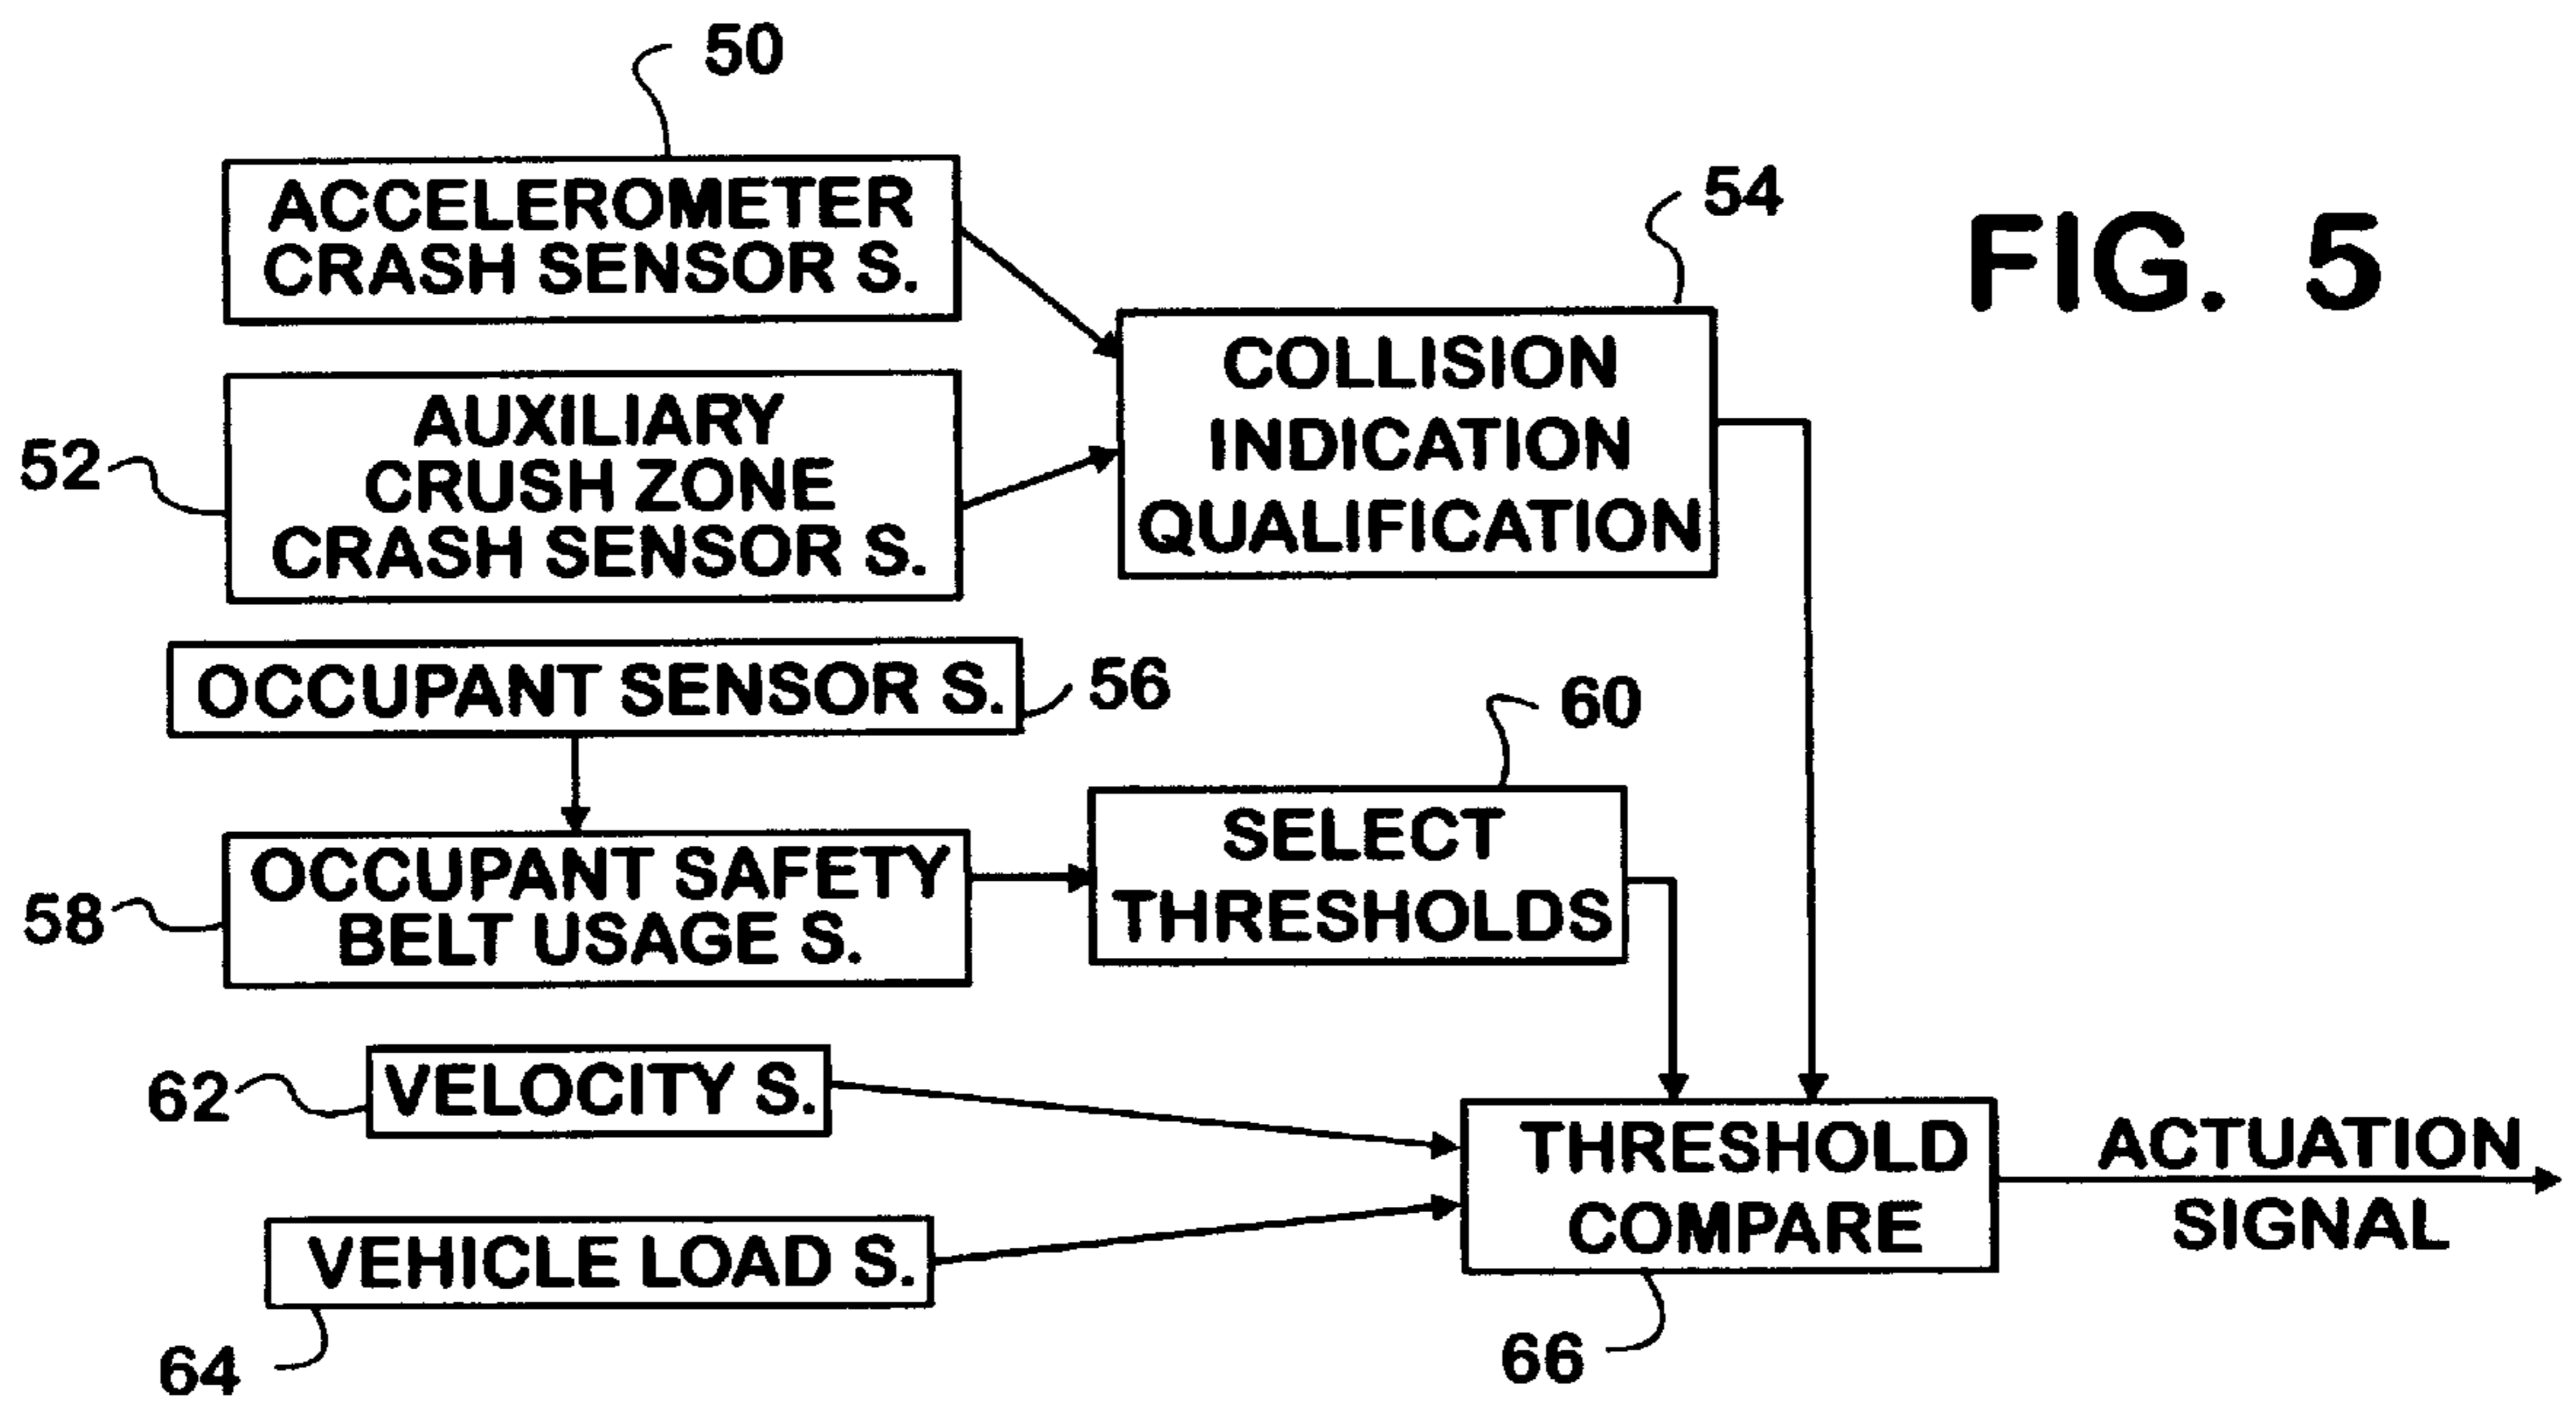 50
ACCELEROMETER
CRASH SENSOR S.
54
FIG. 5
COLLISION
INDICATION
QUALIFICATION
52
AUXILIARY
CRUSH ZONE
CRASH SENSOR S.
OCCUPANT SENSOR S.
56
60
SELECT
THRESHOLDS
58
OCCUPANT SAFETY
BELT USAGE S.
62
VELOCITY S.
THRESHOLD
COMPARE
ACTUATION
SIGNAL
VEHICLE LOAD S.
64
66